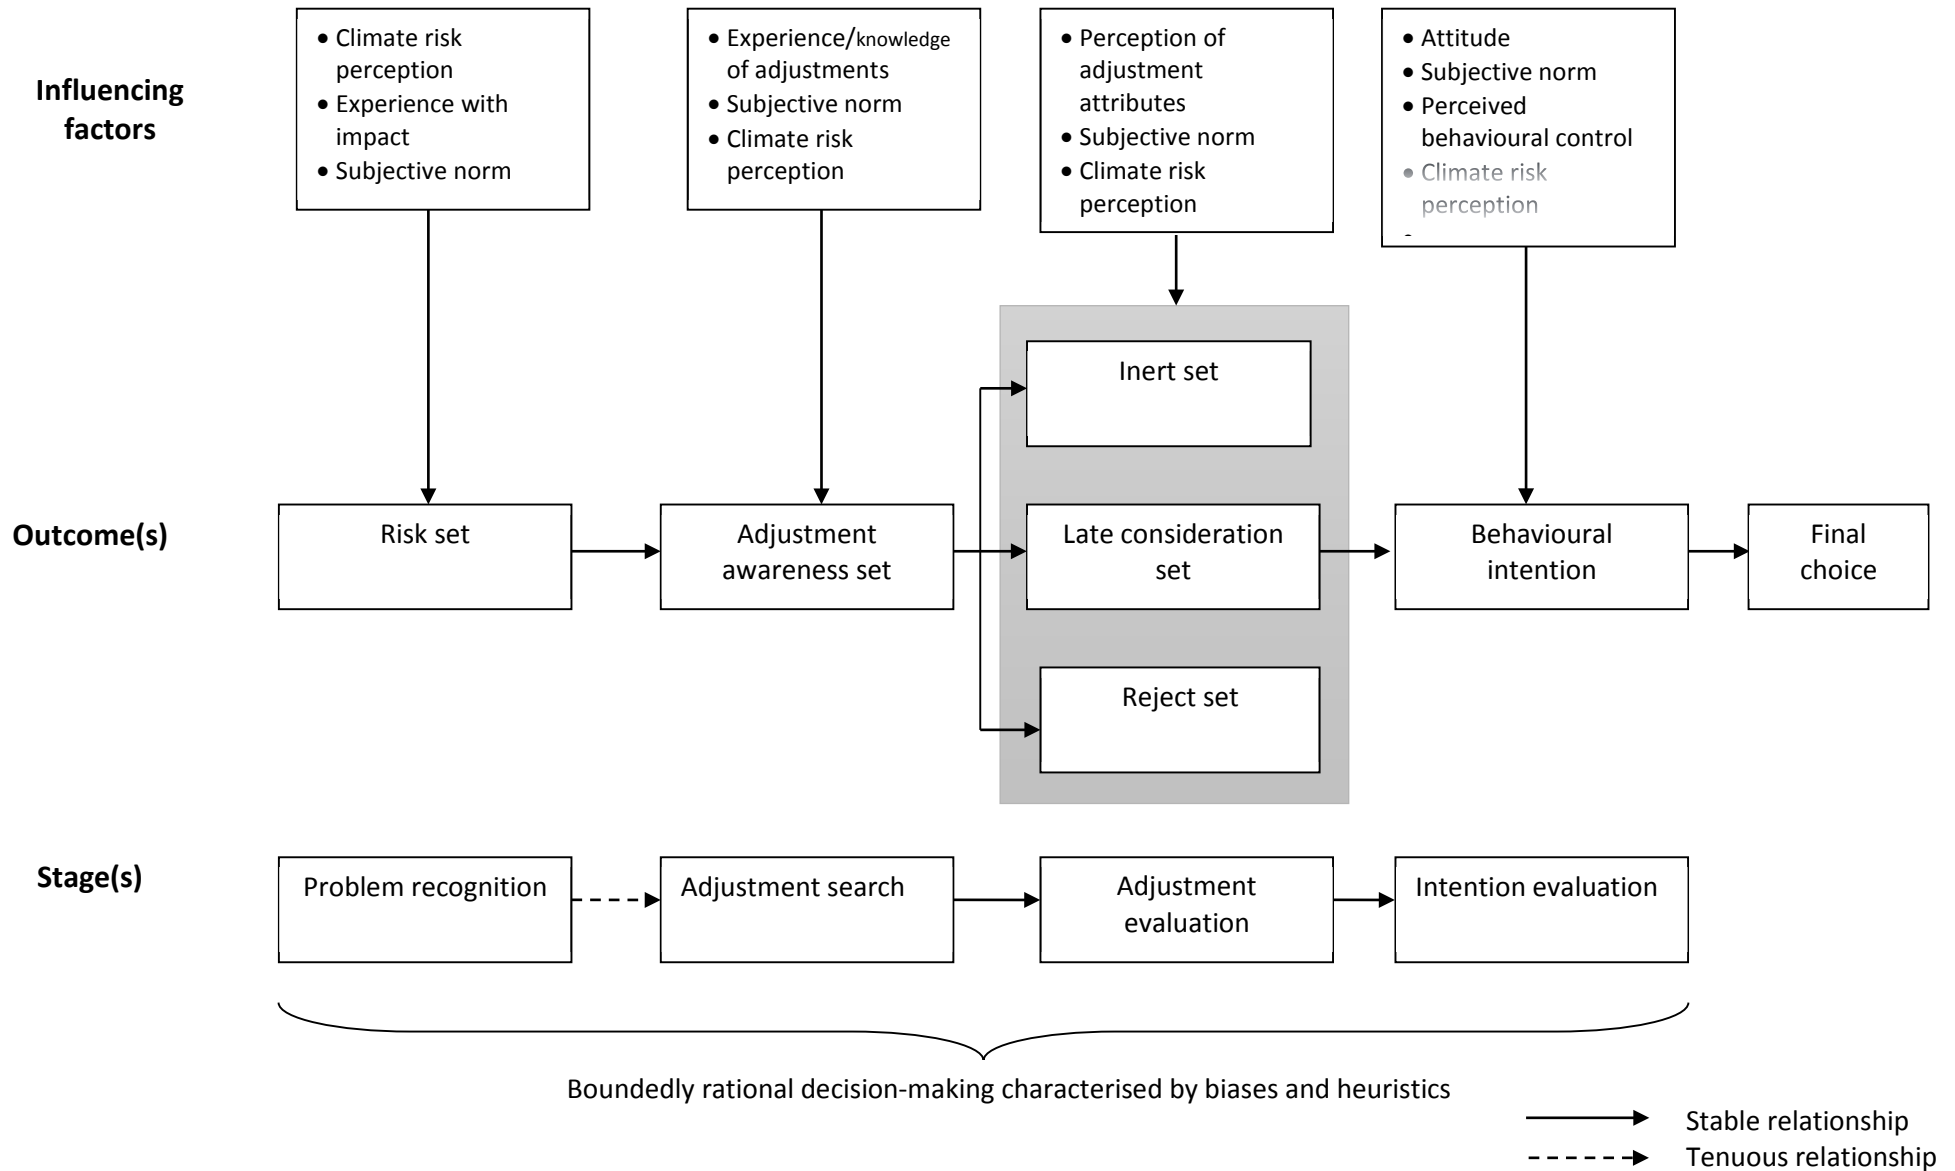 Influencing
factors
• Climate risk
perception
• Experience with
impact
• Subjective norm
• Experience/knowledge
of adjustments
• Subjective norm
• Climate risk
perception
• Perception of
adjustment
attributes
• Subjective norm
• Climate risk
perception
• Attitude
• Subjective norm
• Perceived
behavioural control
• Climate risk
perception
Outcome(s)
Risk set
Adjustment
awareness set
Inert set
Late consideration
set
Reject set
Behavioural
intention
Final
choice
Stage(s)
Problem recognition
Adjustment search
Adjustment
evaluation
Intention evaluation
Boundedly rational decision-making characterised by biases and heuristics
Stable relationship
Tenuous relationship